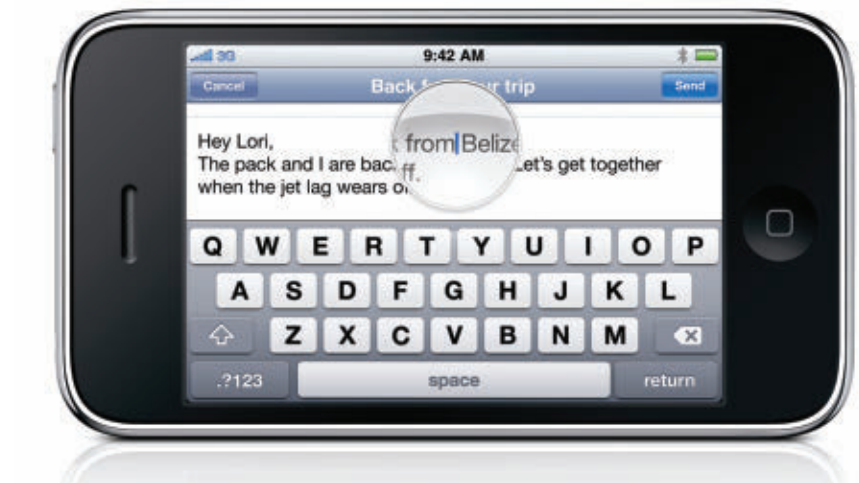 3G 9:42 AM
Cancel Back r trip Send
Hey Lori,
from Belize
The pack and I are bac Let's get together
ff.
when the jet lag wears o
Q W E R T Y U I O P
A S D F G H J K L
Z X C V B N M
.?123 space return